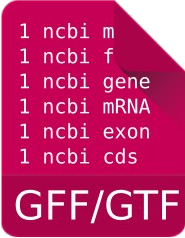 1 ncbi m
1 ncbi f
1 ncbi gene
1 ncbi mRNA
1 ncbi exon
1 ncbi cds
GFF/GTF